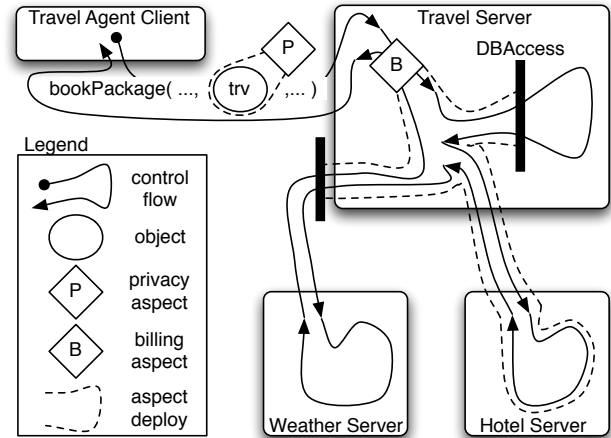 Travel Agent Client
Travel Server
P
DBAccess
B
bookPackage( ..., trv ,... )
Legend
control
flow
object
P
privacy
aspect
B
billing
aspect
aspect
deploy
Weather Server
Hotel Server